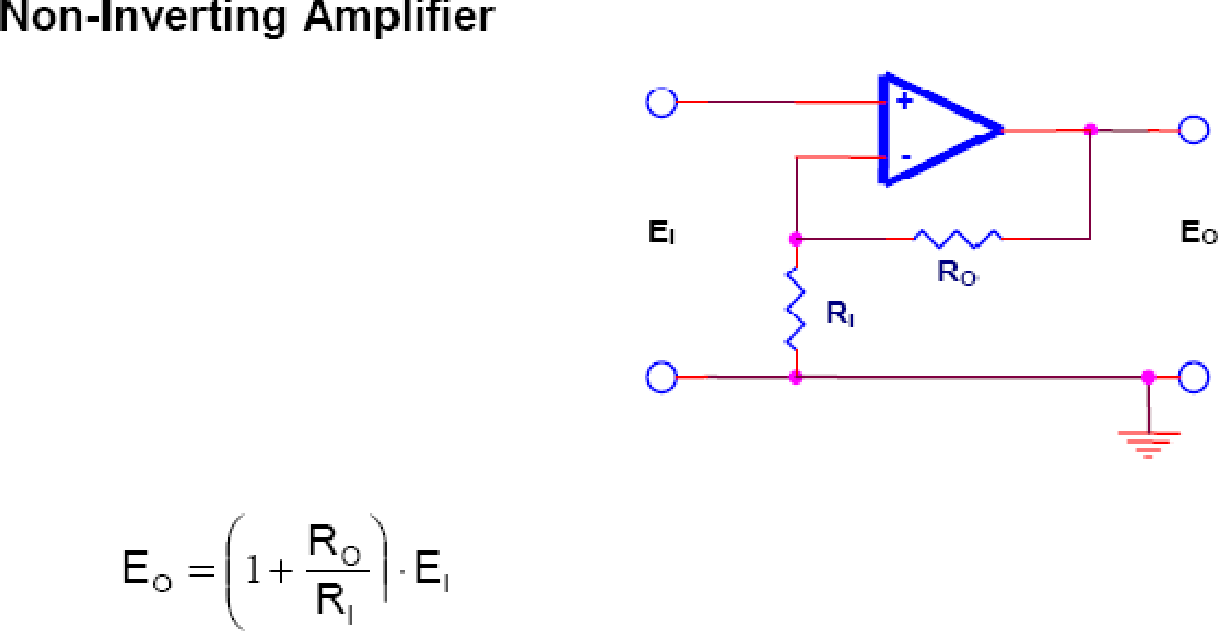 Non-Inverting Amplifier
+
-
E_I
E_O
R_O
R_I
E_O = (1 + R_O / R_I) · E_I